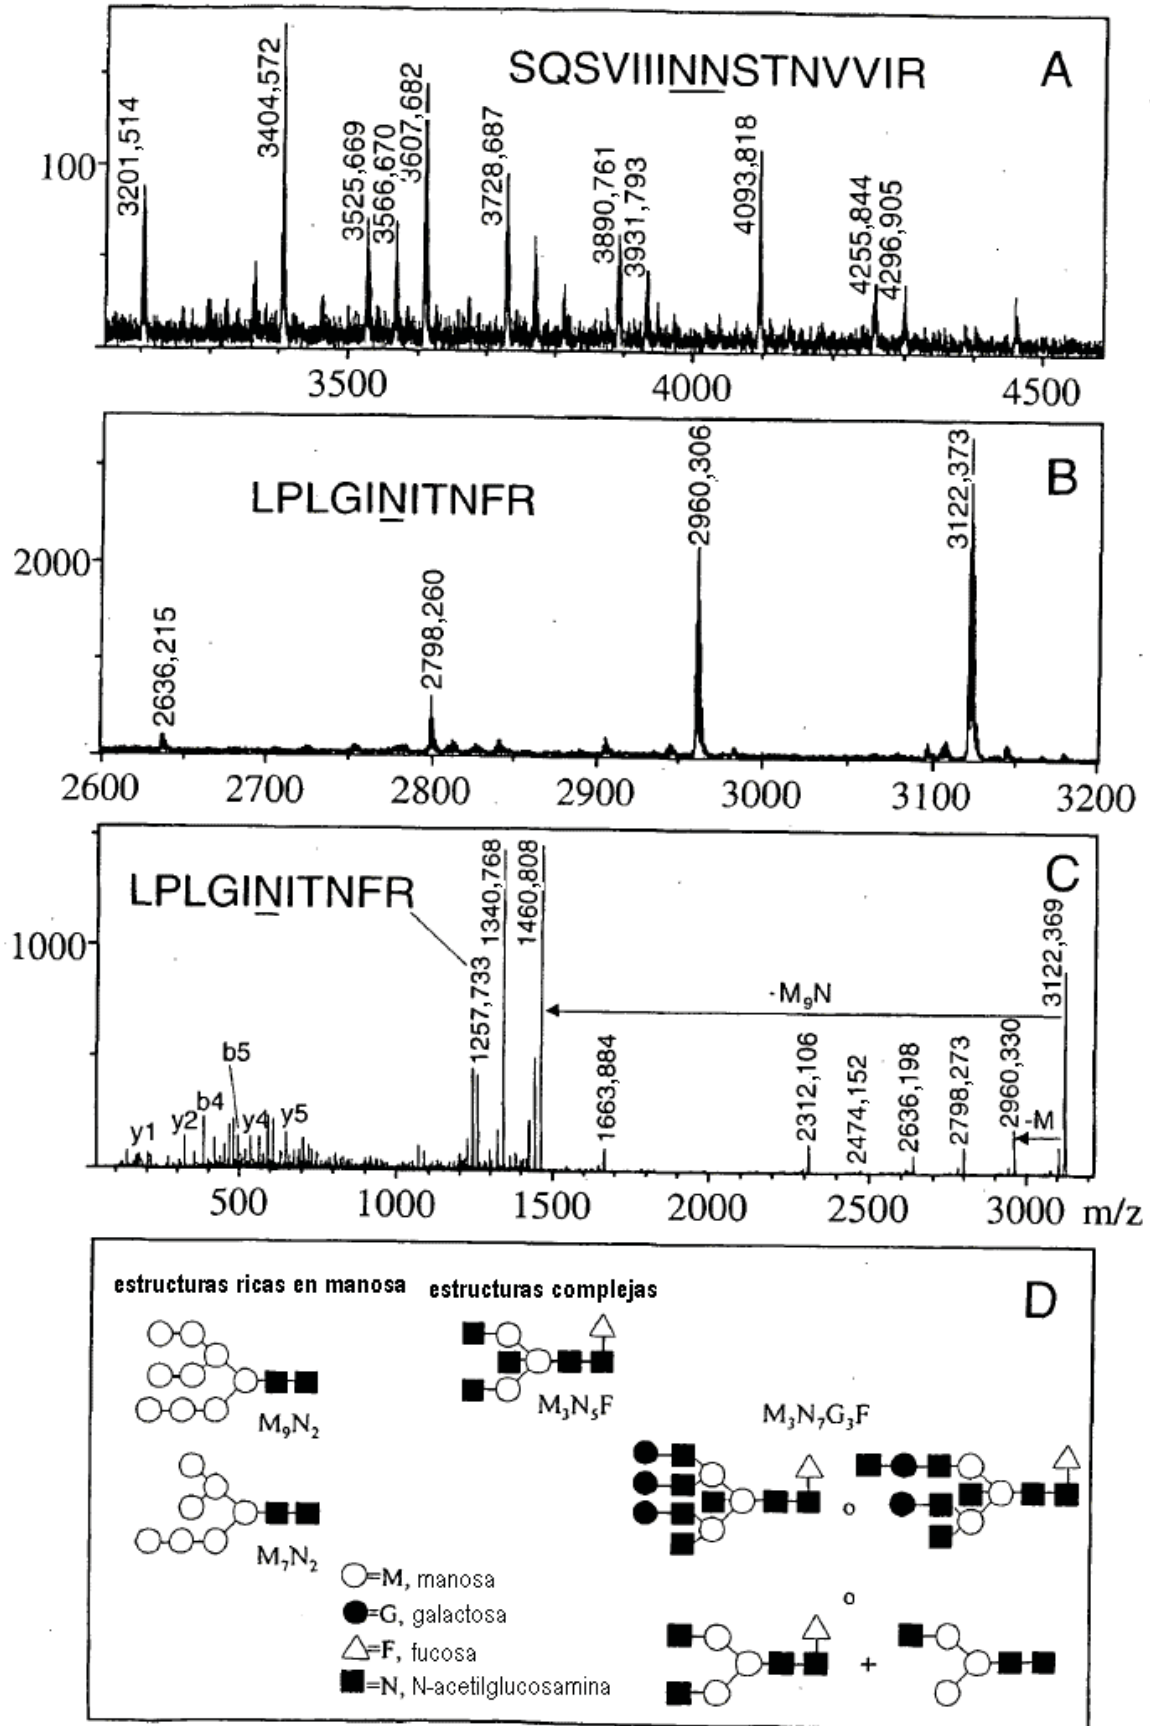 A
SQSVIIINNSTNVVIR
100
3201,514
3404,572
3525,669
3566,670
3607,682
3728,687
3890,761
3931,793
4093,818
4255,844
4296,905
3500
4000
4500
B
LPLGINITNFR
2000
2636,215
2798,260
2960,306
3122,373
2600
2700
2800
2900
3000
3100
3200
C
LPLGINITNFR
1000
1257,733
1340,768
1460,808
1663,884
2312,106
2474,152
2636,198
2798,273
2960,330
3122,369
-M₉N
-M
y1
y2
b4
b5
y4
y5
500
1000
1500
2000
2500
3000 m/z
D
estructuras ricas en manosa
estructuras complejas
M₉N₂
M₃N₅F
M₃N₇G₃F
M₇N₂
o
o
+
=M, manosa
=G, galactosa
=F, fucosa
=N, N-acetilglucosamina